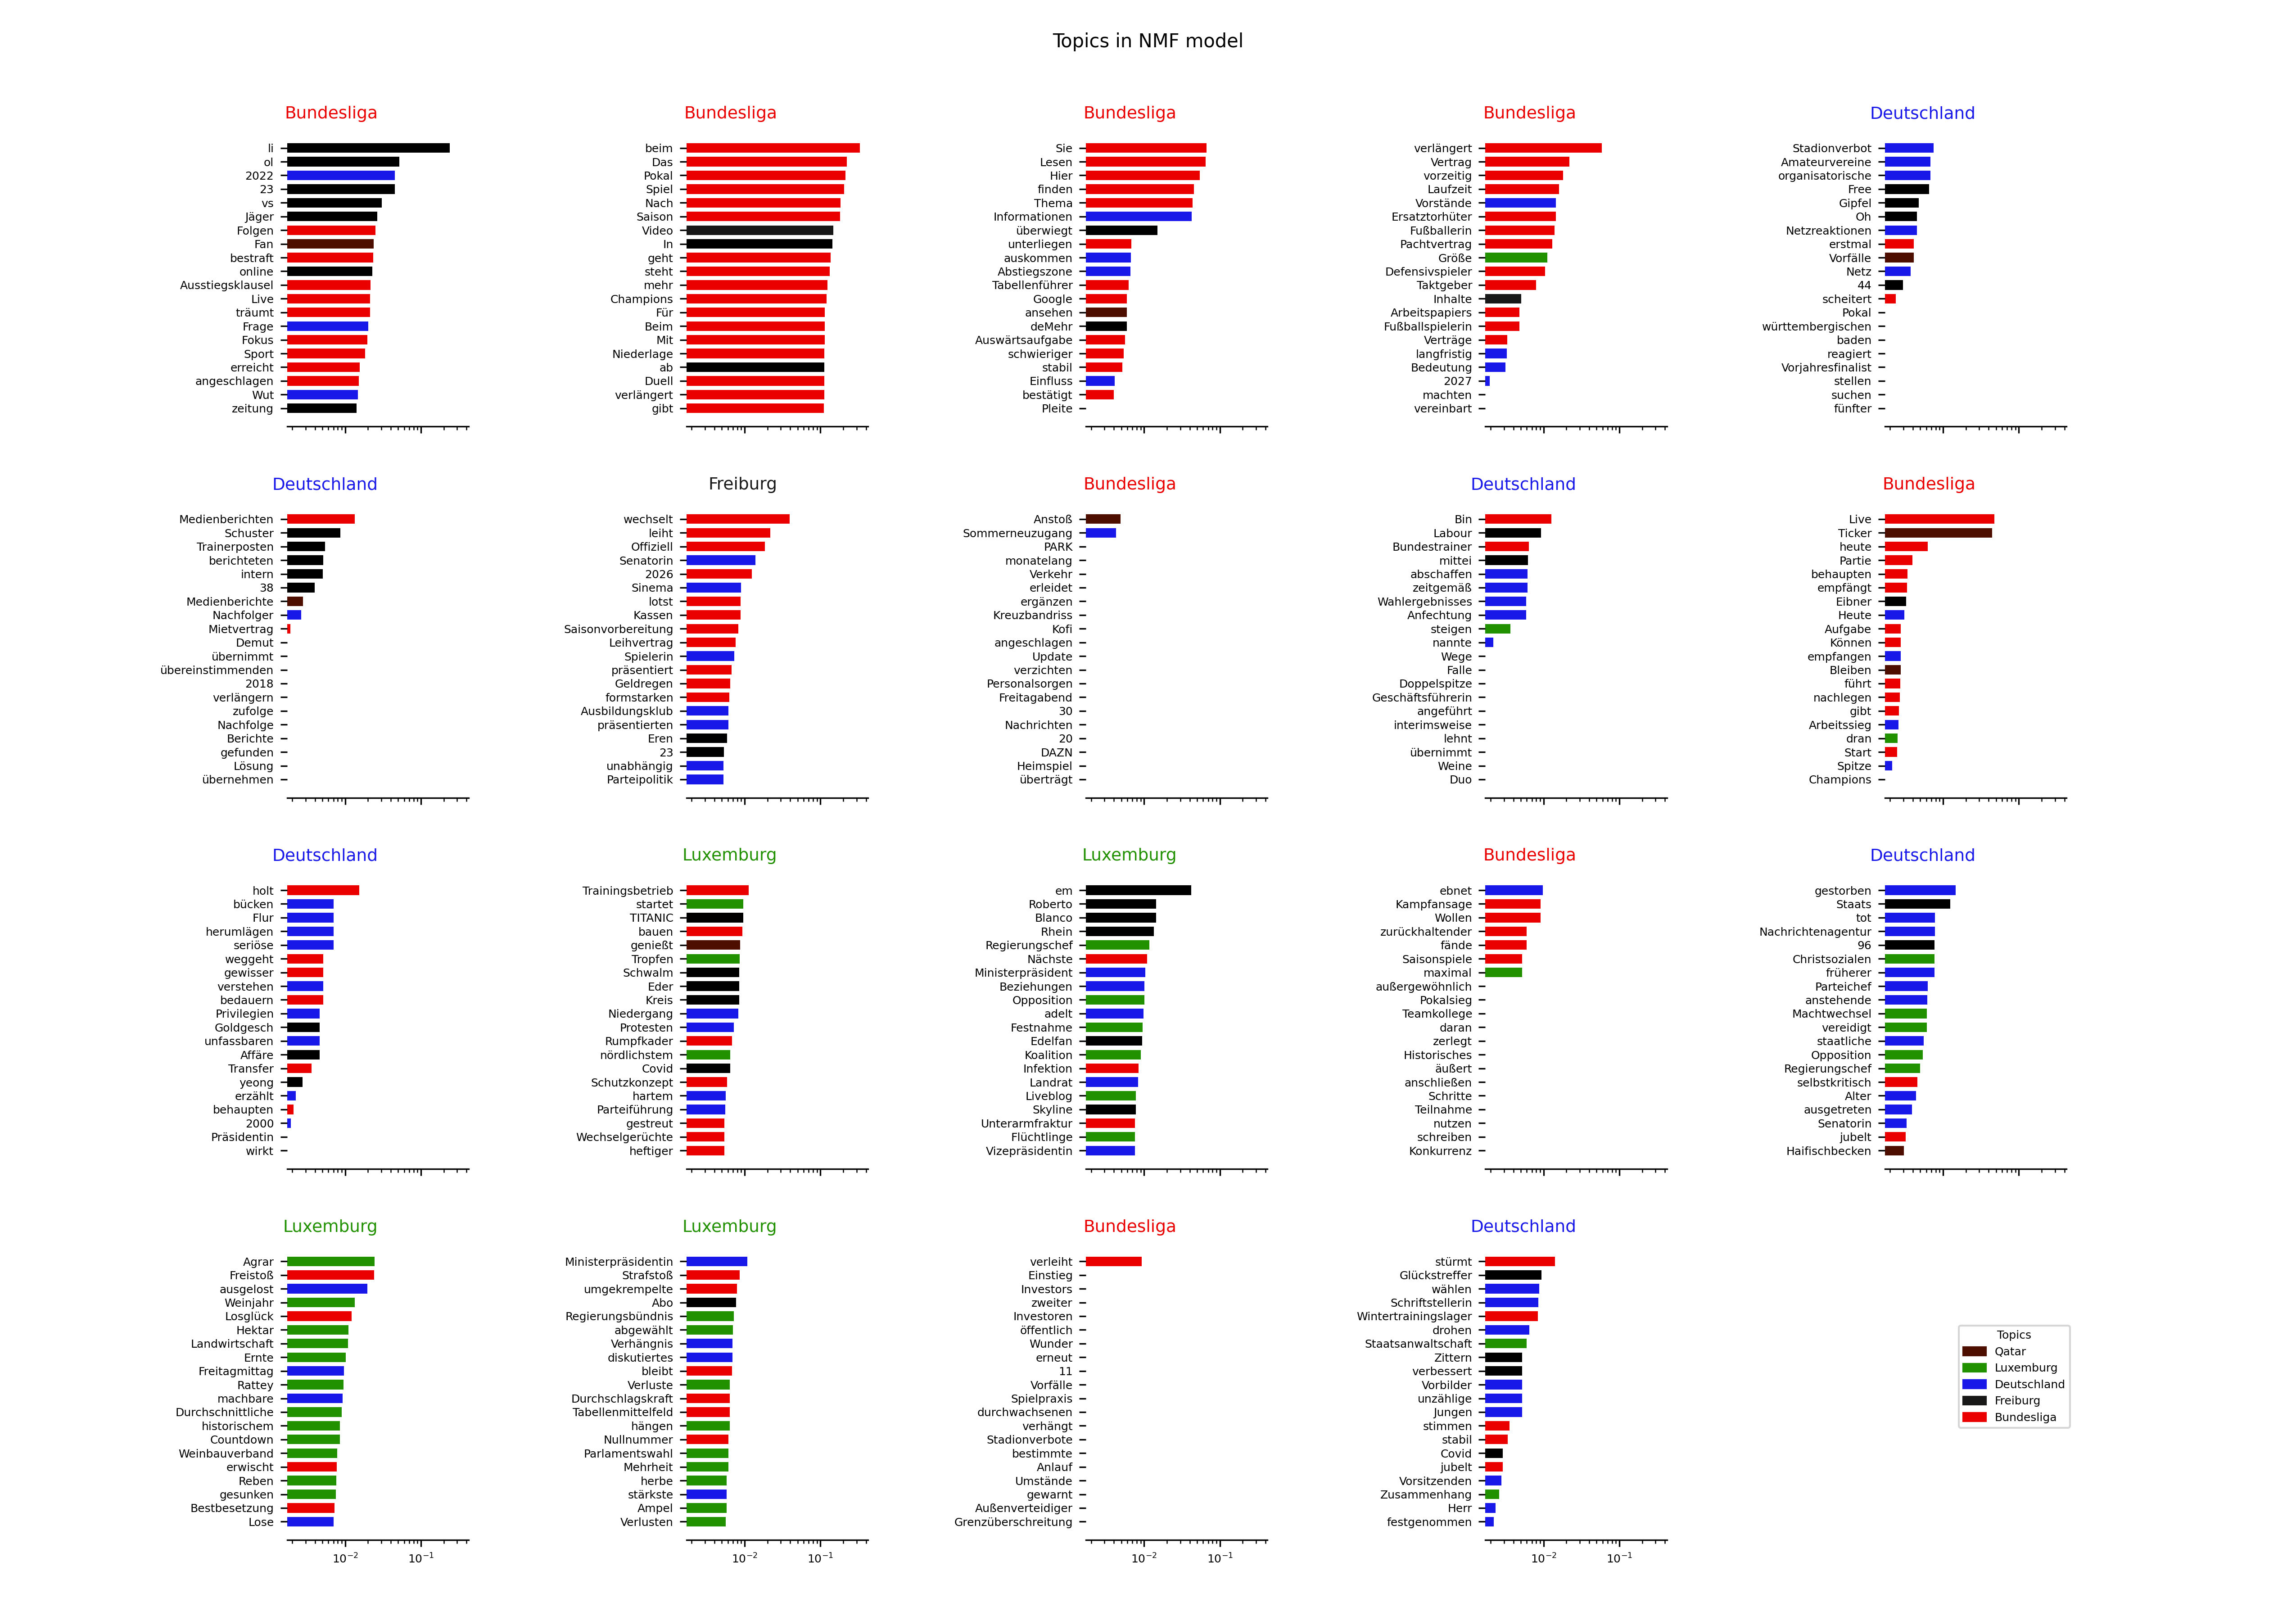 Topics in NMF model
Bundesliga
li
ol
2022
23
vs
Jäger
Folgen
Fan
bestraft
online
Ausstiegsklausel
Live
träumt
Frage
Fokus
Sport
erreicht
angeschlagen
Wut
zeitung
Bundesliga
beim
Das
Pokal
Spiel
Nach
Saison
Video
In
geht
steht
mehr
Champions
Für
Beim
Mit
Niederlage
ab
Duell
verlängert
gibt
Bundesliga
Sie
Lesen
Hier
finden
Thema
Informationen
überwiegt
unterliegen
auskommen
Abstiegszone
Tabellenführer
Google
ansehen
deMehr
Auswärtsaufgabe
schwieriger
stabil
Einfluss
bestätigt
Pleite
Bundesliga
verlängert
Vertrag
vorzeitig
Laufzeit
Vorstände
Ersatztorhüter
Fußballerin
Pachtvertrag
Größe
Defensivspieler
Taktgeber
Inhalte
Arbeitspapiers
Fußballspielerin
Verträge
langfristig
Bedeutung
2027
machten
vereinbart
Deutschland
Stadionverbot
Amateurvereine
organisatorische
Free
Gipfel
Oh
Netzreaktionen
erstmal
Vorfälle
Netz
44
scheitert
Pokal
württembergischen
baden
reagiert
Vorjahresfinalist
stellen
suchen
fünfter
Deutschland
Medienberichten
Schuster
Trainerposten
berichteten
intern
38
Medienberichte
Nachfolger
Mietvertrag
Demut
übernimmt
übereinstimmenden
2018
verlängern
zufolge
Nachfolge
Berichte
gefunden
Lösung
übernehmen
Freiburg
wechselt
leiht
Offiziell
Senatorin
2026
Sinema
lotst
Kassen
Saisonvorbereitung
Leihvertrag
Spielerin
präsentiert
Geldregen
formstarken
Ausbildungsklub
präsentierten
Eren
23
unabhängig
Parteipolitik
Bundesliga
Anstoß
Sommerneuzugang
PARK
monatelang
Verkehr
erleidet
ergänzen
Kreuzbandriss
Kofi
angeschlagen
Update
verzichten
Personalsorgen
Freitagabend
30
Nachrichten
20
DAZN
Heimspiel
überträgt
Deutschland
Bin
Labour
Bundestrainer
mittei
abschaffen
zeitgemäß
Wahlergebnisses
Anfechtung
steigen
nannte
Wege
Falle
Doppelspitze
Geschäftsführerin
angeführt
interimsweise
lehnt
übernimmt
Weine
Duo
Bundesliga
Live
Ticker
heute
Partie
behaupten
empfängt
Eibner
Heute
Aufgabe
Können
empfangen
Bleiben
führt
nachlegen
gibt
Arbeitssieg
dran
Start
Spitze
Champions
Deutschland
holt
bücken
Flur
herumlägen
seriöse
weggeht
gewisser
verstehen
bedauern
Privilegien
Goldgesch
unfassbaren
Affäre
Transfer
yeong
erzählt
behaupten
2000
Präsidentin
wirkt
Luxemburg
Trainingsbetrieb
startet
TITANIC
bauen
genießt
Tropfen
Schwalm
Eder
Kreis
Niedergang
Protesten
Rumpfkader
nördlichstem
Covid
Schutzkonzept
hartem
Parteiführung
gestreut
Wechselgerüchte
heftiger
Luxemburg
em
Roberto
Blanco
Rhein
Regierungschef
Nächste
Ministerpräsident
Beziehungen
Opposition
adelt
Festnahme
Edelfan
Koalition
Infektion
Landrat
Liveblog
Skyline
Unterarmfraktur
Flüchtlinge
Vizepräsidentin
Bundesliga
ebnet
Kampfansage
Wollen
zurückhaltender
fände
Saisonspiele
maximal
außergewöhnlich
Pokalsieg
Teamkollege
daran
zerlegt
Historisches
äußert
anschließen
Schritte
Teilnahme
nutzen
schreiben
Konkurrenz
Deutschland
gestorben
Staats
tot
Nachrichtenagentur
96
Christsozialen
früherer
Parteichef
anstehende
Machtwechsel
vereidigt
staatliche
Opposition
Regierungschef
selbstkritisch
Alter
ausgetreten
Senatorin
jubelt
Haifischbecken
Luxemburg
Agrar
Freistoß
ausgelost
Weinjahr
Losglück
Hektar
Landwirtschaft
Ernte
Freitagmittag
Rattey
machbare
Durchschnittliche
historischem
Countdown
Weinbauverband
erwischt
Reben
gesunken
Bestbesetzung
Lose
10⁻² 10⁻¹
Luxemburg
Ministerpräsidentin
Strafstoß
umgekrempelte
Abo
Regierungsbündnis
abgewählt
Verhängnis
diskutiertes
bleibt
Verluste
Durchschlagskraft
Tabellenmittelfeld
hängen
Nullnummer
Parlamentswahl
Mehrheit
herbe
stärkste
Ampel
Verlusten
10⁻² 10⁻¹
Bundesliga
verleiht
Einstieg
Investors
zweiter
Investoren
öffentlich
Wunder
erneut
11
Vorfälle
Spielpraxis
durchwachsenen
verhängt
Stadionverbote
bestimmte
Anlauf
Umstände
gewarnt
Außenverteidiger
Grenzüberschreitung
10⁻² 10⁻¹
Deutschland
stürmt
Glückstreffer
wählen
Schriftstellerin
Wintertrainingslager
drohen
Staatsanwaltschaft
Zittern
verbessert
Vorbilder
unzählige
Jungen
stimmen
stabil
Covid
jubelt
Vorsitzenden
Zusammenhang
Herr
festgenommen
10⁻² 10⁻¹
Topics
Qatar
Luxemburg
Deutschland
Freiburg
Bundesliga